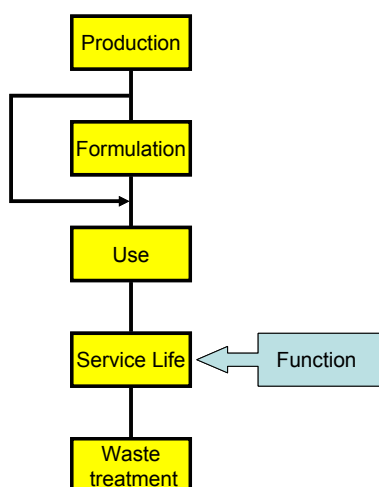 Production
Formulation
Use
Service Life
Function
Waste
treatment